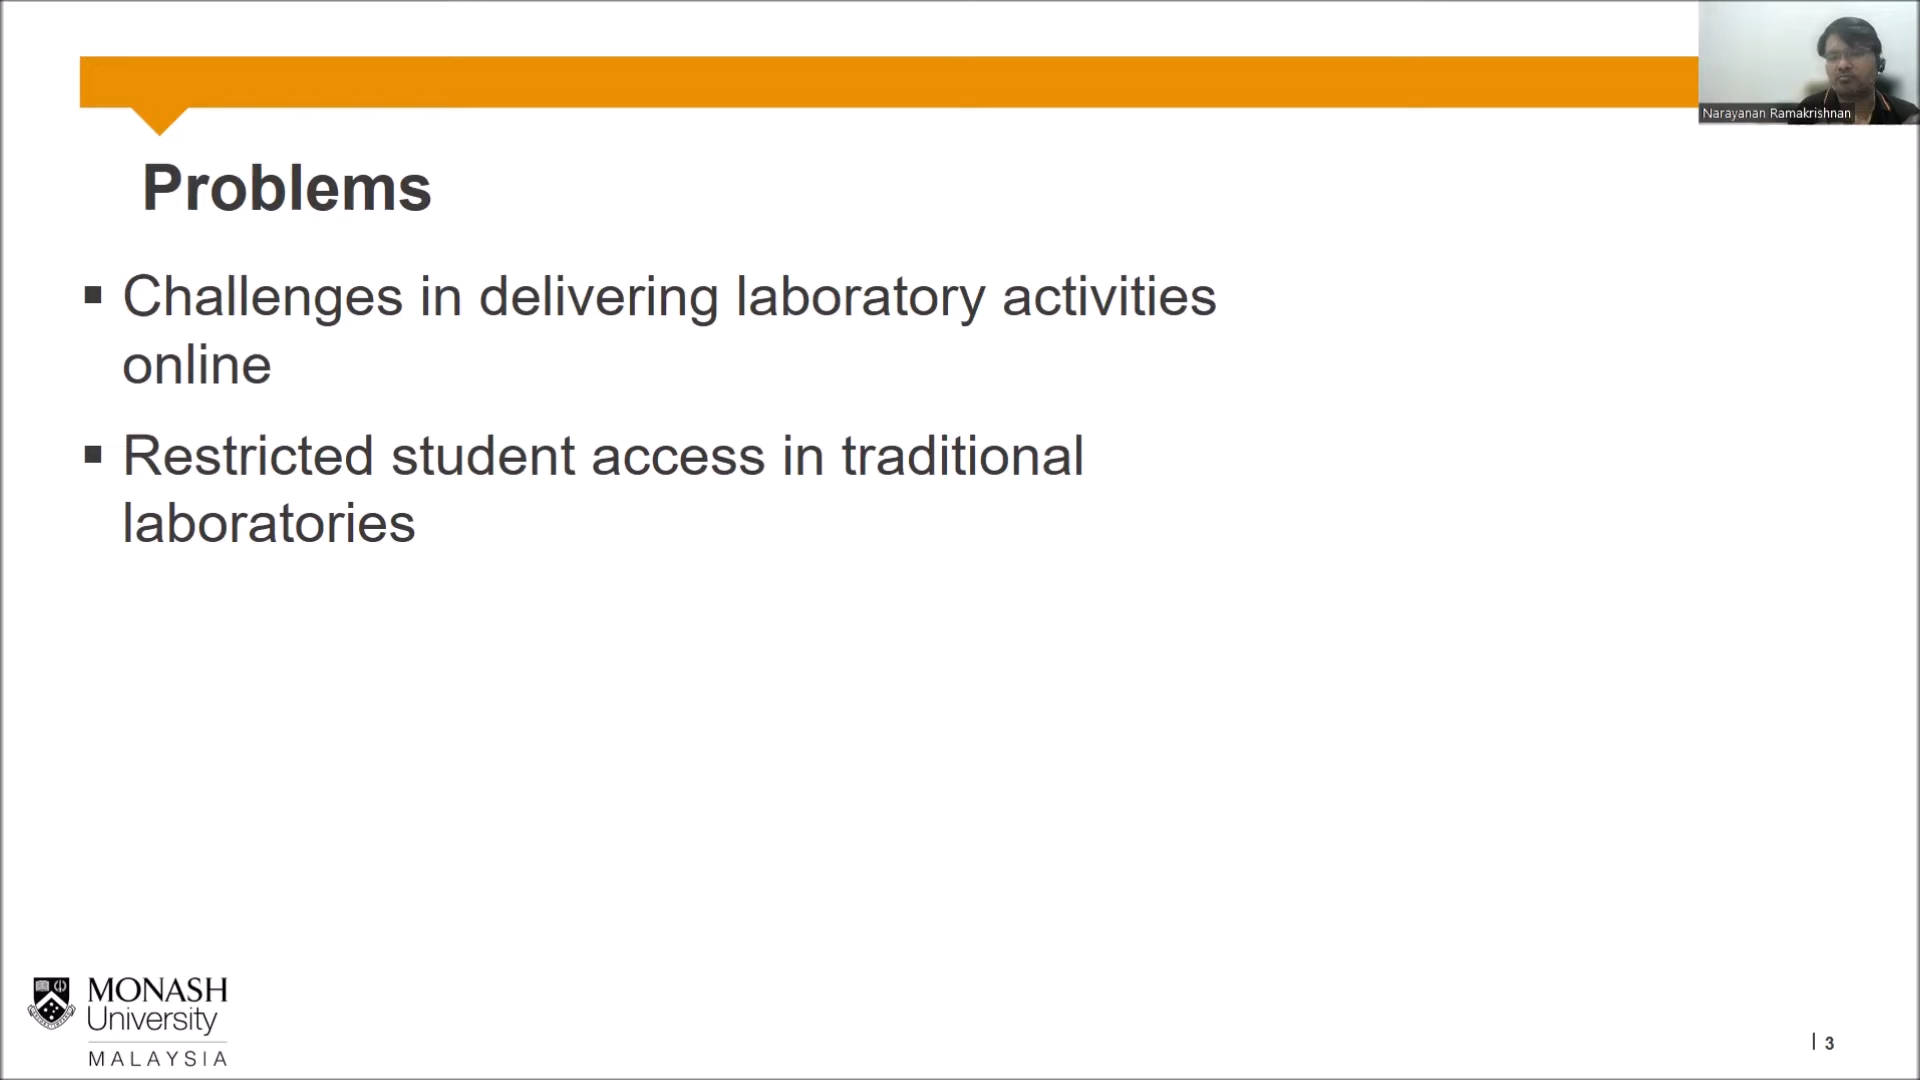 Narayanan Ramakrishnan
Problems
▪ Challenges in delivering laboratory activities
online
▪ Restricted student access in traditional
laboratories
MONASH
University
MALAYSIA
| 3